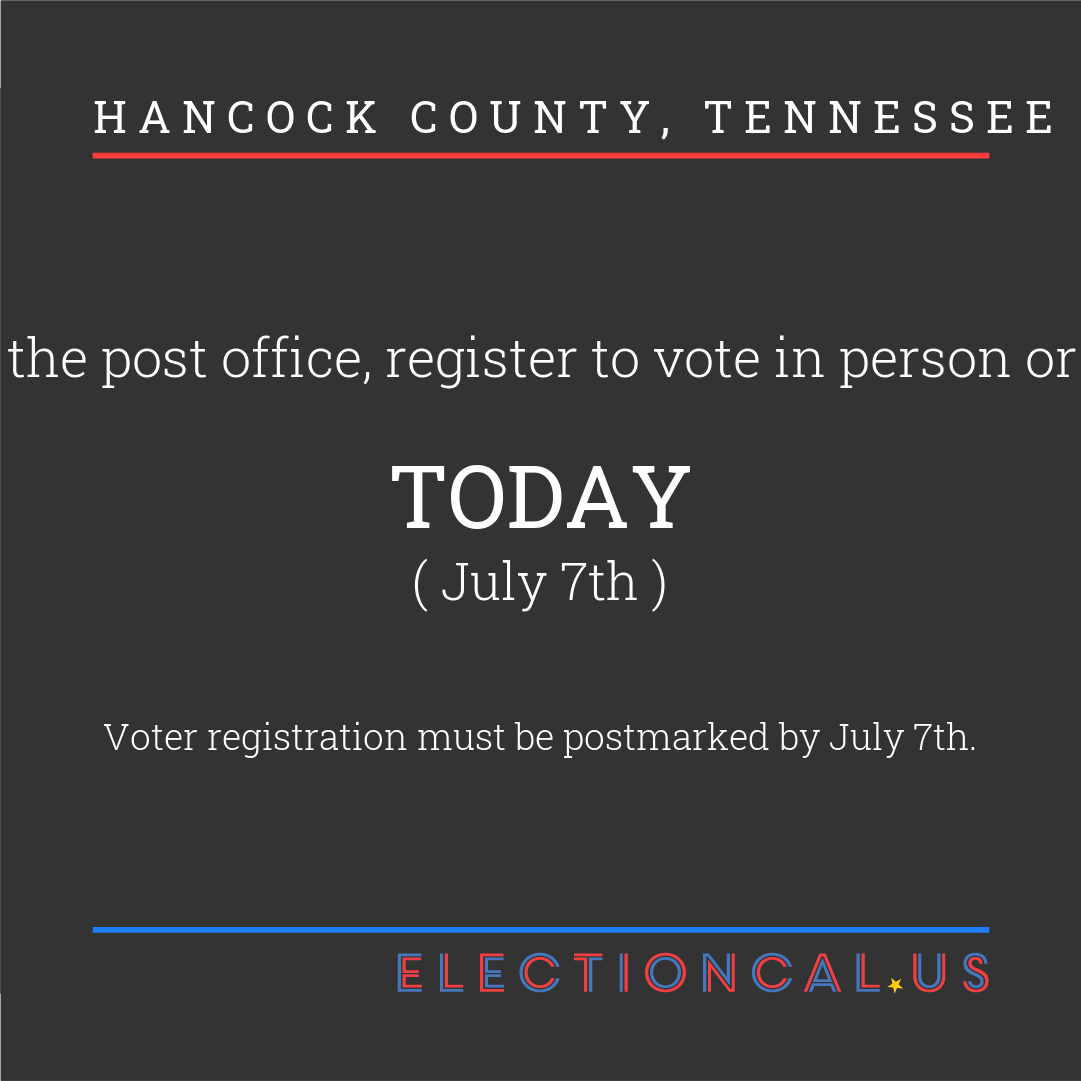 HANCOCK COUNTY, TENNESSEE
the post office, register to vote in person or
TODAY
( July 7th )
Voter registration must be postmarked by July 7th.
ELECTIONCAL.US